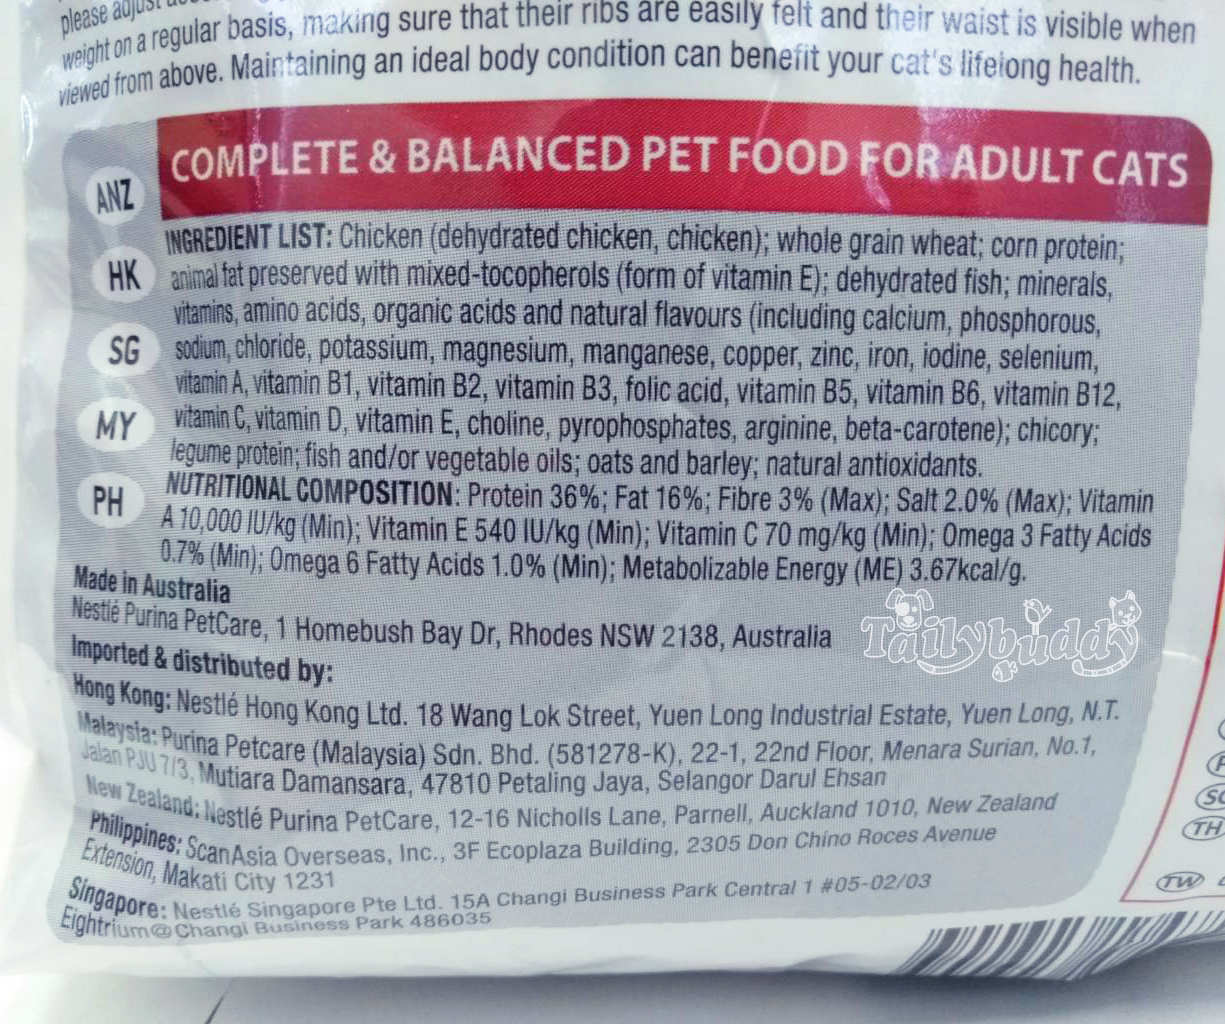 please adjust
weight on a regular basis, making sure that their ribs are easily felt and their waist is visible when
viewed from above. Maintaining an ideal body condition can benefit your cat's lifelong health.
COMPLETE & BALANCED PET FOOD FOR ADULT CATS
ANZ
HK
SG
MY
PH
INGREDIENT LIST: Chicken (dehydrated chicken, chicken); whole grain wheat; corn protein;
animal fat preserved with mixed-tocopherols (form of vitamin E); dehydrated fish; minerals,
vitamins, amino acids, organic acids and natural flavours (including calcium, phosphorous,
sodium, chloride, potassium, magnesium, manganese, copper, zinc, iron, iodine, selenium,
vitamin A, vitamin B1, vitamin B2, vitamin B3, folic acid, vitamin B5, vitamin B6, vitamin B12,
vitamin C, vitamin D, vitamin E, choline, pyrophosphates, arginine, beta-carotene); chicory;
legume protein; fish and/or vegetable oils; oats and barley; natural antioxidants.
NUTRITIONAL COMPOSITION: Protein 36%; Fat 16%; Fibre 3% (Max); Salt 2.0% (Max); Vitamin
A 10,000 IU/kg (Min); Vitamin E 540 IU/kg (Min); Vitamin C 70 mg/kg (Min); Omega 3 Fatty Acids
0.7% (Min); Omega 6 Fatty Acids 1.0% (Min); Metabolizable Energy (ME) 3.67kcal/g.
Made in Australia
Nestlé Purina PetCare, 1 Homebush Bay Dr, Rhodes NSW 2138, Australia
Tailybuddy
Imported & distributed by:
Hong Kong: Nestlé Hong Kong Ltd. 18 Wang Lok Street, Yuen Long Industrial Estate, Yuen Long, N.T.
Malaysia: Purina Petcare (Malaysia) Sdn. Bhd. (581278-K), 22-1, 22nd Floor, Menara Surian, No.1,
Jalan PJU 7/3, Mutiara Damansara, 47810 Petaling Jaya, Selangor Darul Ehsan
New Zealand: Nestlé Purina PetCare, 12-16 Nicholls Lane, Parnell, Auckland 1010, New Zealand
Philippines: ScanAsia Overseas, Inc., 3F Ecoplaza Building, 2305 Don Chino Roces Avenue
Extension, Makati City 1231
Singapore: Nestlé Singapore Pte Ltd. 15A Changi Business Park Central 1 #05-02/03
Eightrium@Changi Business Park 486035
TH
TW